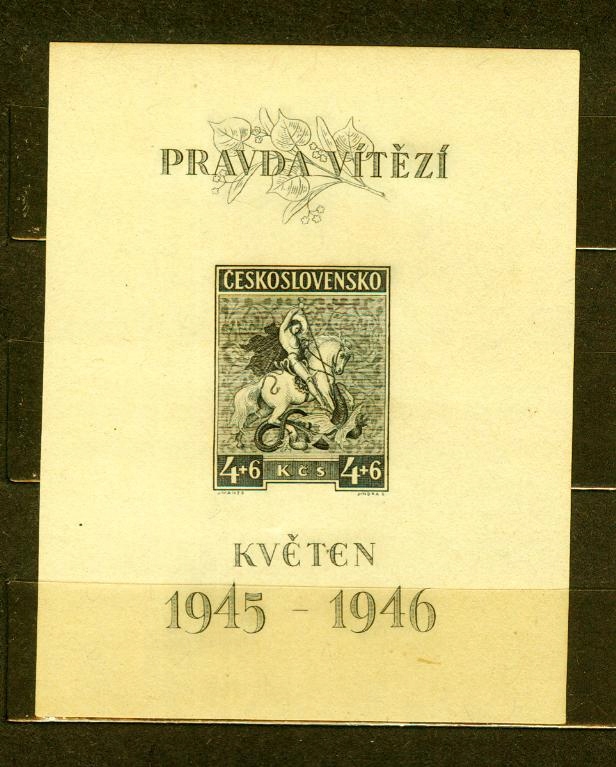 PRAVDA VÍTĚZÍ
ČESKOSLOVENSKO
4+6 KČS 4+6
KVĚTEN
1945 - 1946